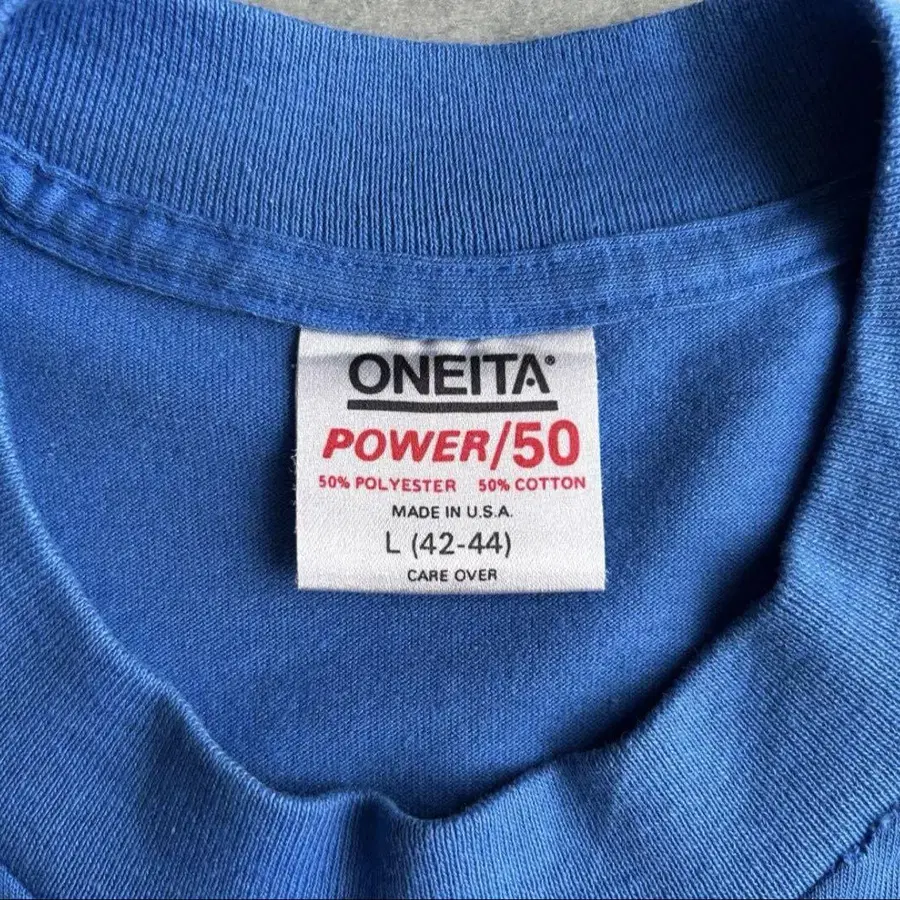 ONEITA®
POWER/50
50% POLYESTER 50% COTTON
MADE IN U.S.A.
L (42-44)
CARE OVER